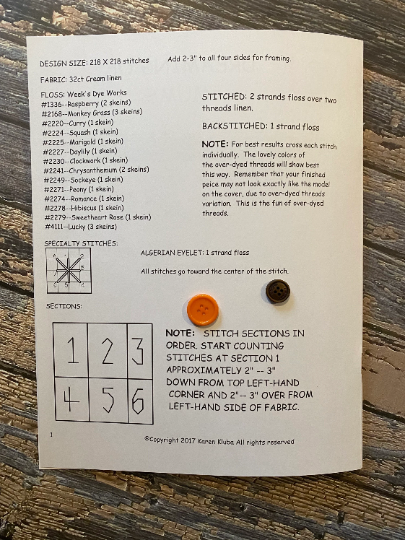 DESIGN SIZE: 218 X 218 stitches
Add 2-3" to all four sides for framing.
FABRIC: 32ct Cream linen
FLOSS: Week's Dye Works
#1336--Raspberry (2 skeins)
#2168--Monkey Grass (3 skeins)
#2220--Curry (1 skein)
#2224--Squash (1 skein)
#2225--Marigold (1 skein)
#2227--Daylily (1 skein)
#2230--Clockwork (1 skein)
#2241--Chrysanthemum (2 skeins)
#2249--Sockeye (1 skein)
#2271--Peony (1 skein)
#2274--Romance (1 skein)
#2278--Hibiscus (1 skein)
#2279--Sweetheart Rose (1 skein)
#4111--Lucky (3 skeins)
STITCHED: 2 strands floss over two
threads linen.
BACKSTITCHED: 1 strand floss
NOTE: For best results cross each stitch
individually. The lovely colors of
the over-dyed threads will show best
this way. Remember that your finished
peice may not look exactly like the model
on the cover, due to over-dyed threads
variation. This is the fun of over-dyed
threads.
SPECIALTY STITCHES:
ALGERIAN EYELET: 1 strand floss
All stitches go toward the center of the stitch.
SECTIONS:
1 2 3
4 5 6
NOTE: STITCH SECTIONS IN
ORDER. START COUNTING
STITCHES AT SECTION 1
APPROXIMATELY 2" -- 3"
DOWN FROM TOP LEFT-HAND
CORNER AND 2"-- 3" OVER FROM
LEFT-HAND SIDE OF FABRIC.
1
©Copyright 2017 Karen Kluba All rights reserved